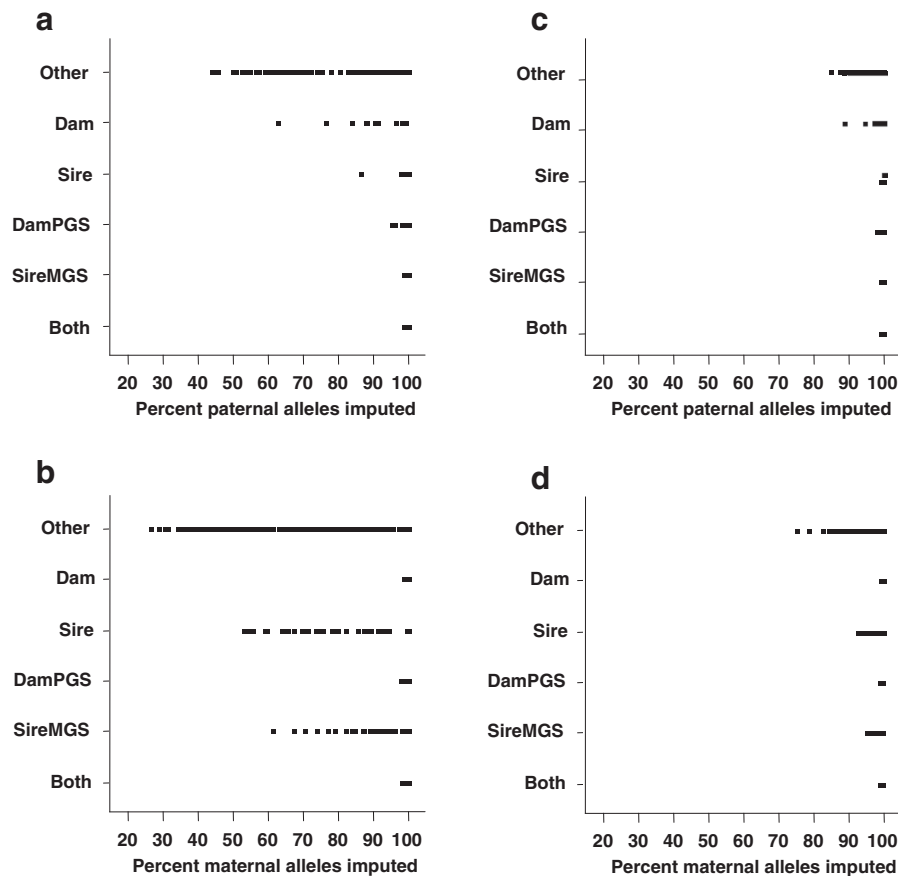 a
Other
Dam
Sire
DamPGS
SireMGS
Both
20 30 40 50 60 70 80 90 100
Percent paternal alleles imputed
c
Other
Dam
Sire
DamPGS
SireMGS
Both
20 30 40 50 60 70 80 90 100
Percent paternal alleles imputed
b
Other
Dam
Sire
DamPGS
SireMGS
Both
20 30 40 50 60 70 80 90 100
Percent maternal alleles imputed
d
Other
Dam
Sire
DamPGS
SireMGS
Both
20 30 40 50 60 70 80 90 100
Percent maternal alleles imputed